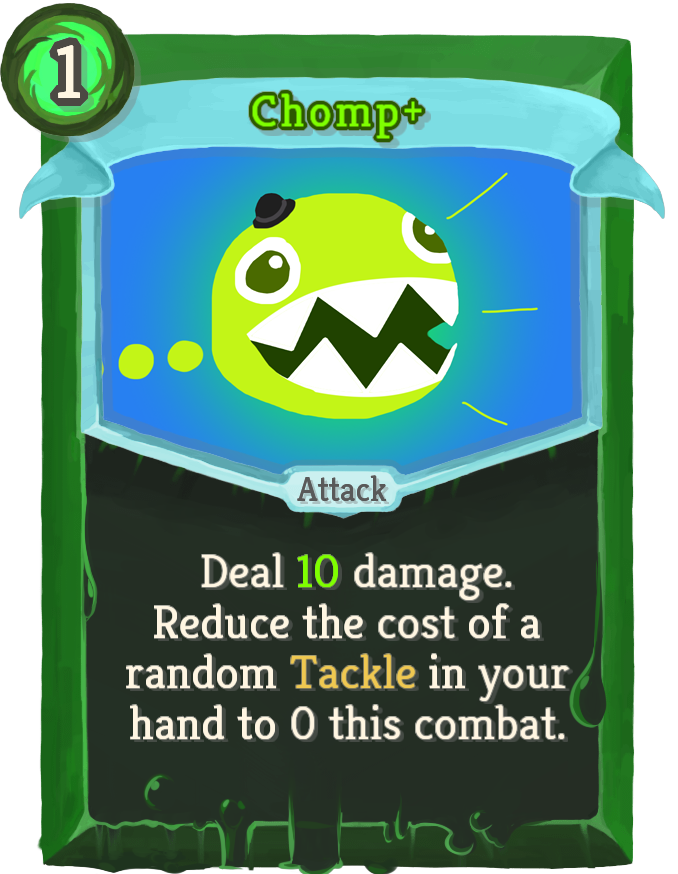 1
Chomp+
Attack
Deal 10 damage.
Reduce the cost of a
random Tackle in your
hand to 0 this combat.